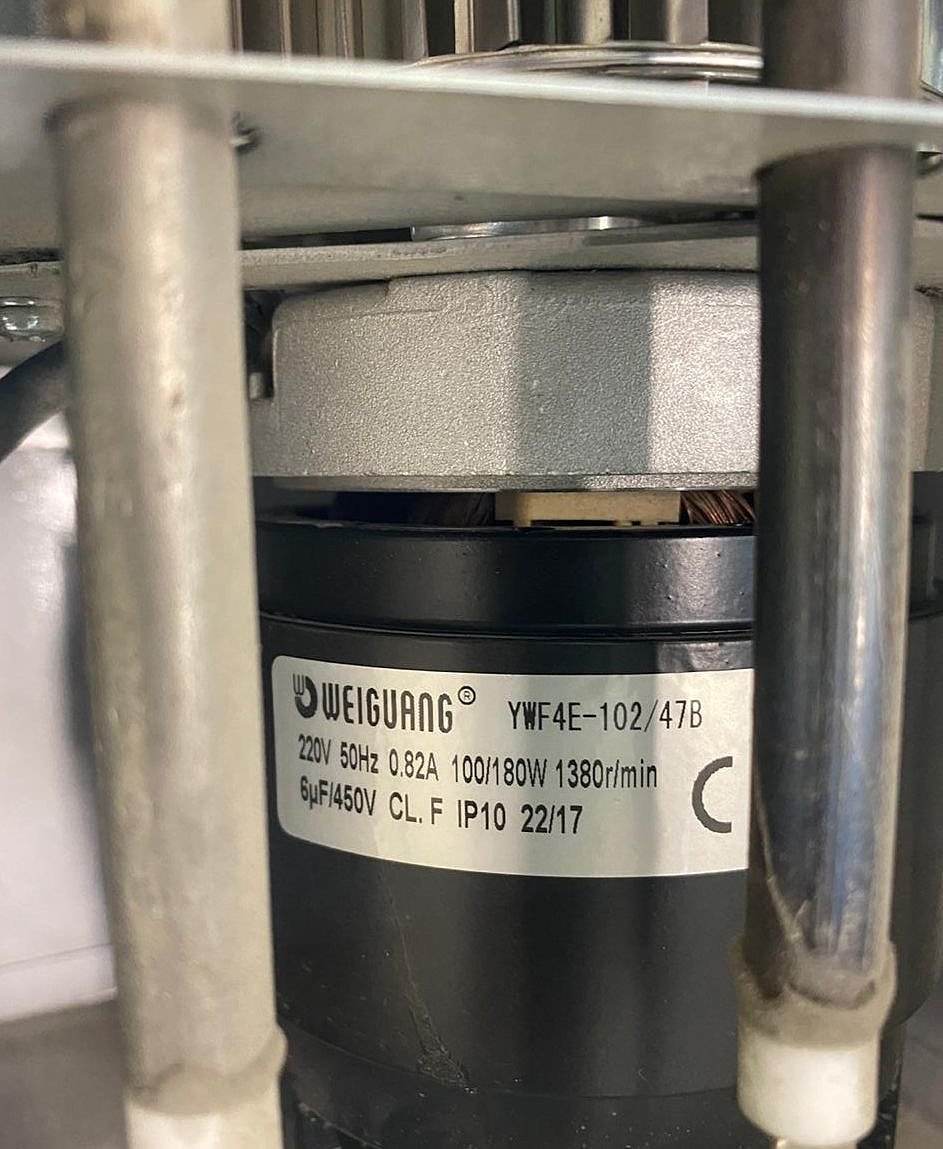 WEIGUANG® YWF4E-102/47B
220V 50Hz 0.82A 100/180W 1380r/min
6µF/450V CL. F IP10 22/17